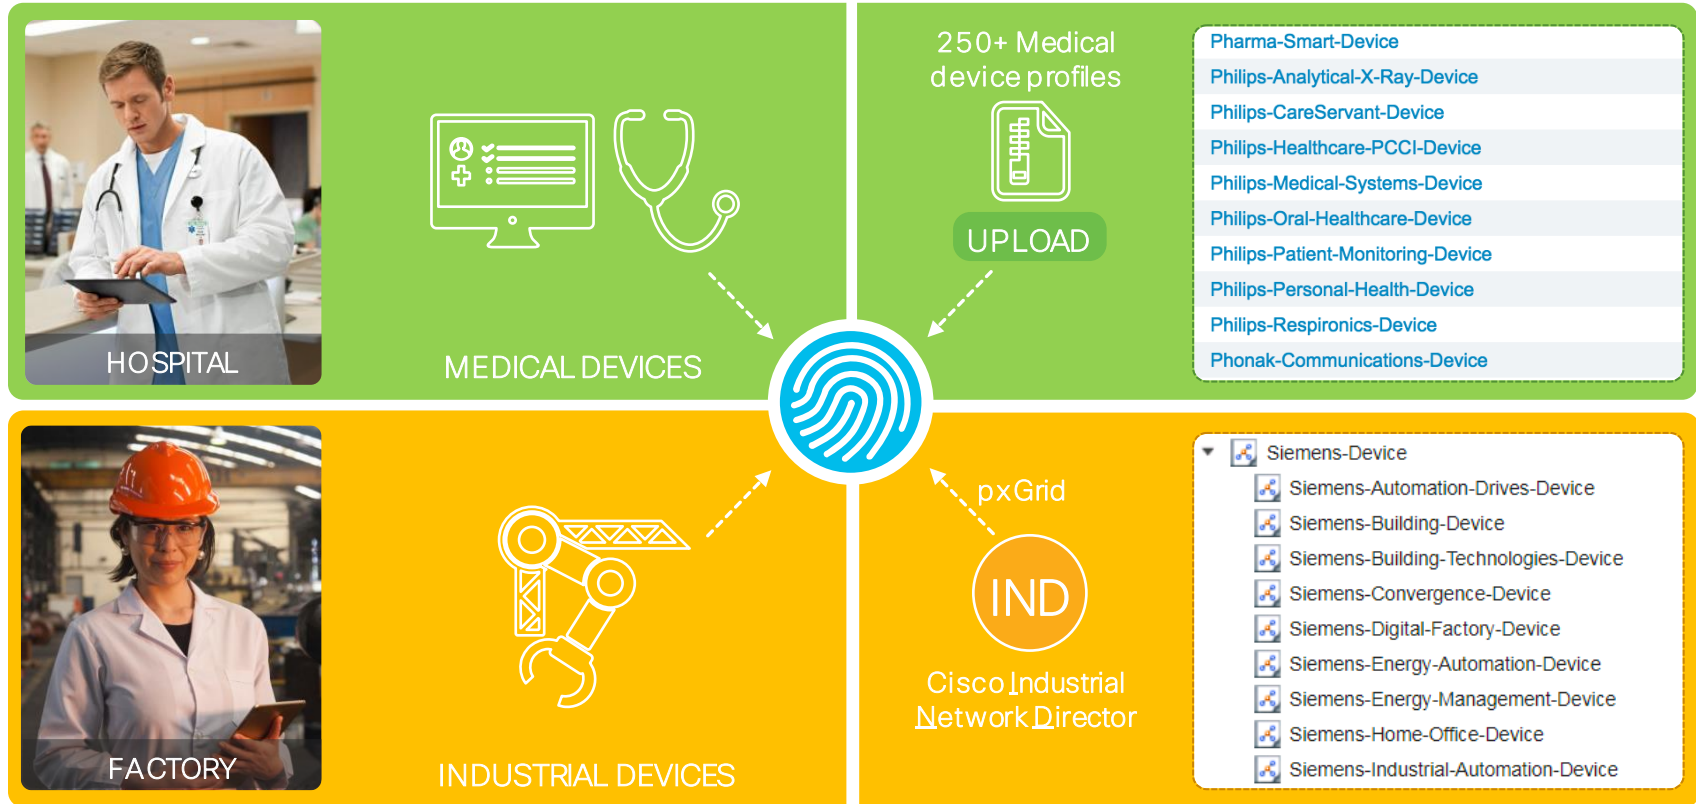 HOSPITAL
MEDICAL DEVICES
250+ Medical
device profiles
UPLOAD
Pharma-Smart-Device
Philips-Analytical-X-Ray-Device
Philips-CareServant-Device
Philips-Healthcare-PCCI-Device
Philips-Medical-Systems-Device
Philips-Oral-Healthcare-Device
Philips-Patient-Monitoring-Device
Philips-Personal-Health-Device
Philips-Respironics-Device
Phonak-Communications-Device
FACTORY
INDUSTRIAL DEVICES
pxGrid
IND
Cisco Industrial
Network Director
Siemens-Device
Siemens-Automation-Drives-Device
Siemens-Building-Device
Siemens-Building-Technologies-Device
Siemens-Convergence-Device
Siemens-Digital-Factory-Device
Siemens-Energy-Automation-Device
Siemens-Energy-Management-Device
Siemens-Home-Office-Device
Siemens-Industrial-Automation-Device